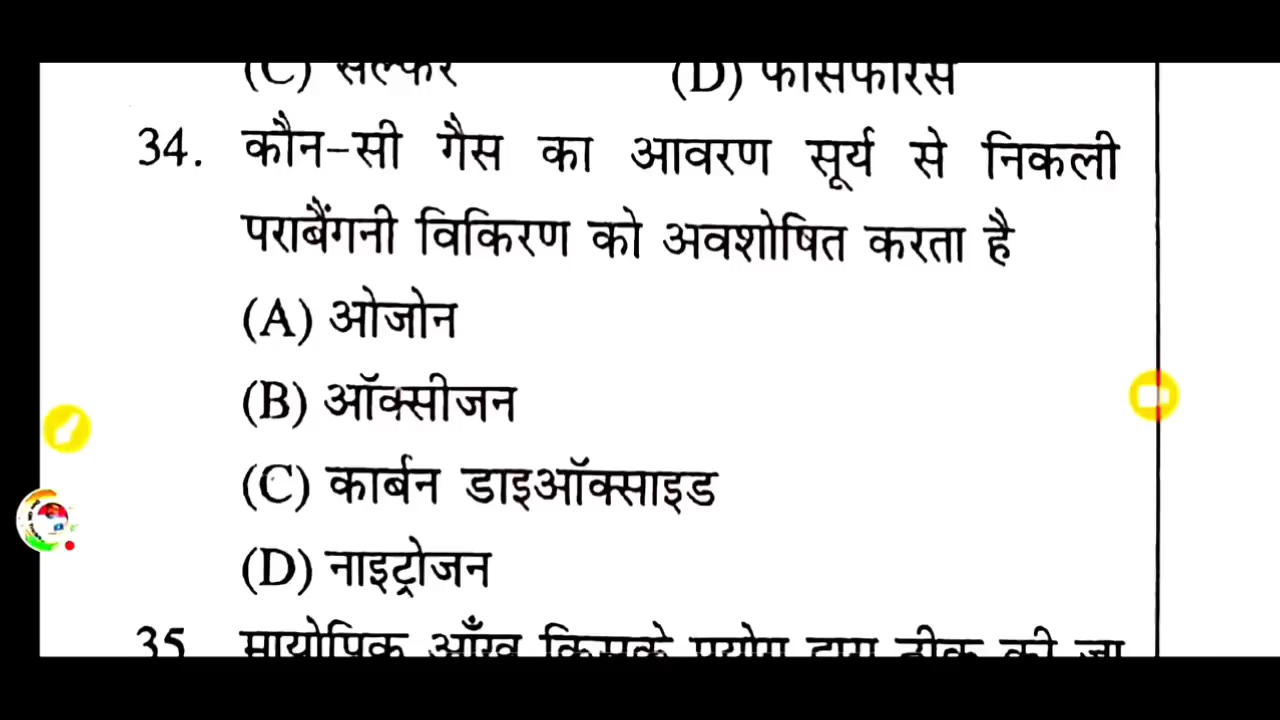 (C) सल्फर (D) फॉसफोरस
34. कौन-सी गैस का आवरण सूर्य से निकली
पराबैंगनी विकिरण को अवशोषित करता है
(A) ओजोन
(B) ऑक्सीजन
(C) कार्बन डाइऑक्साइड
(D) नाइट्रोजन
35. मायोपिक आँख किसके प्रयोग द्वारा ठीक की जा